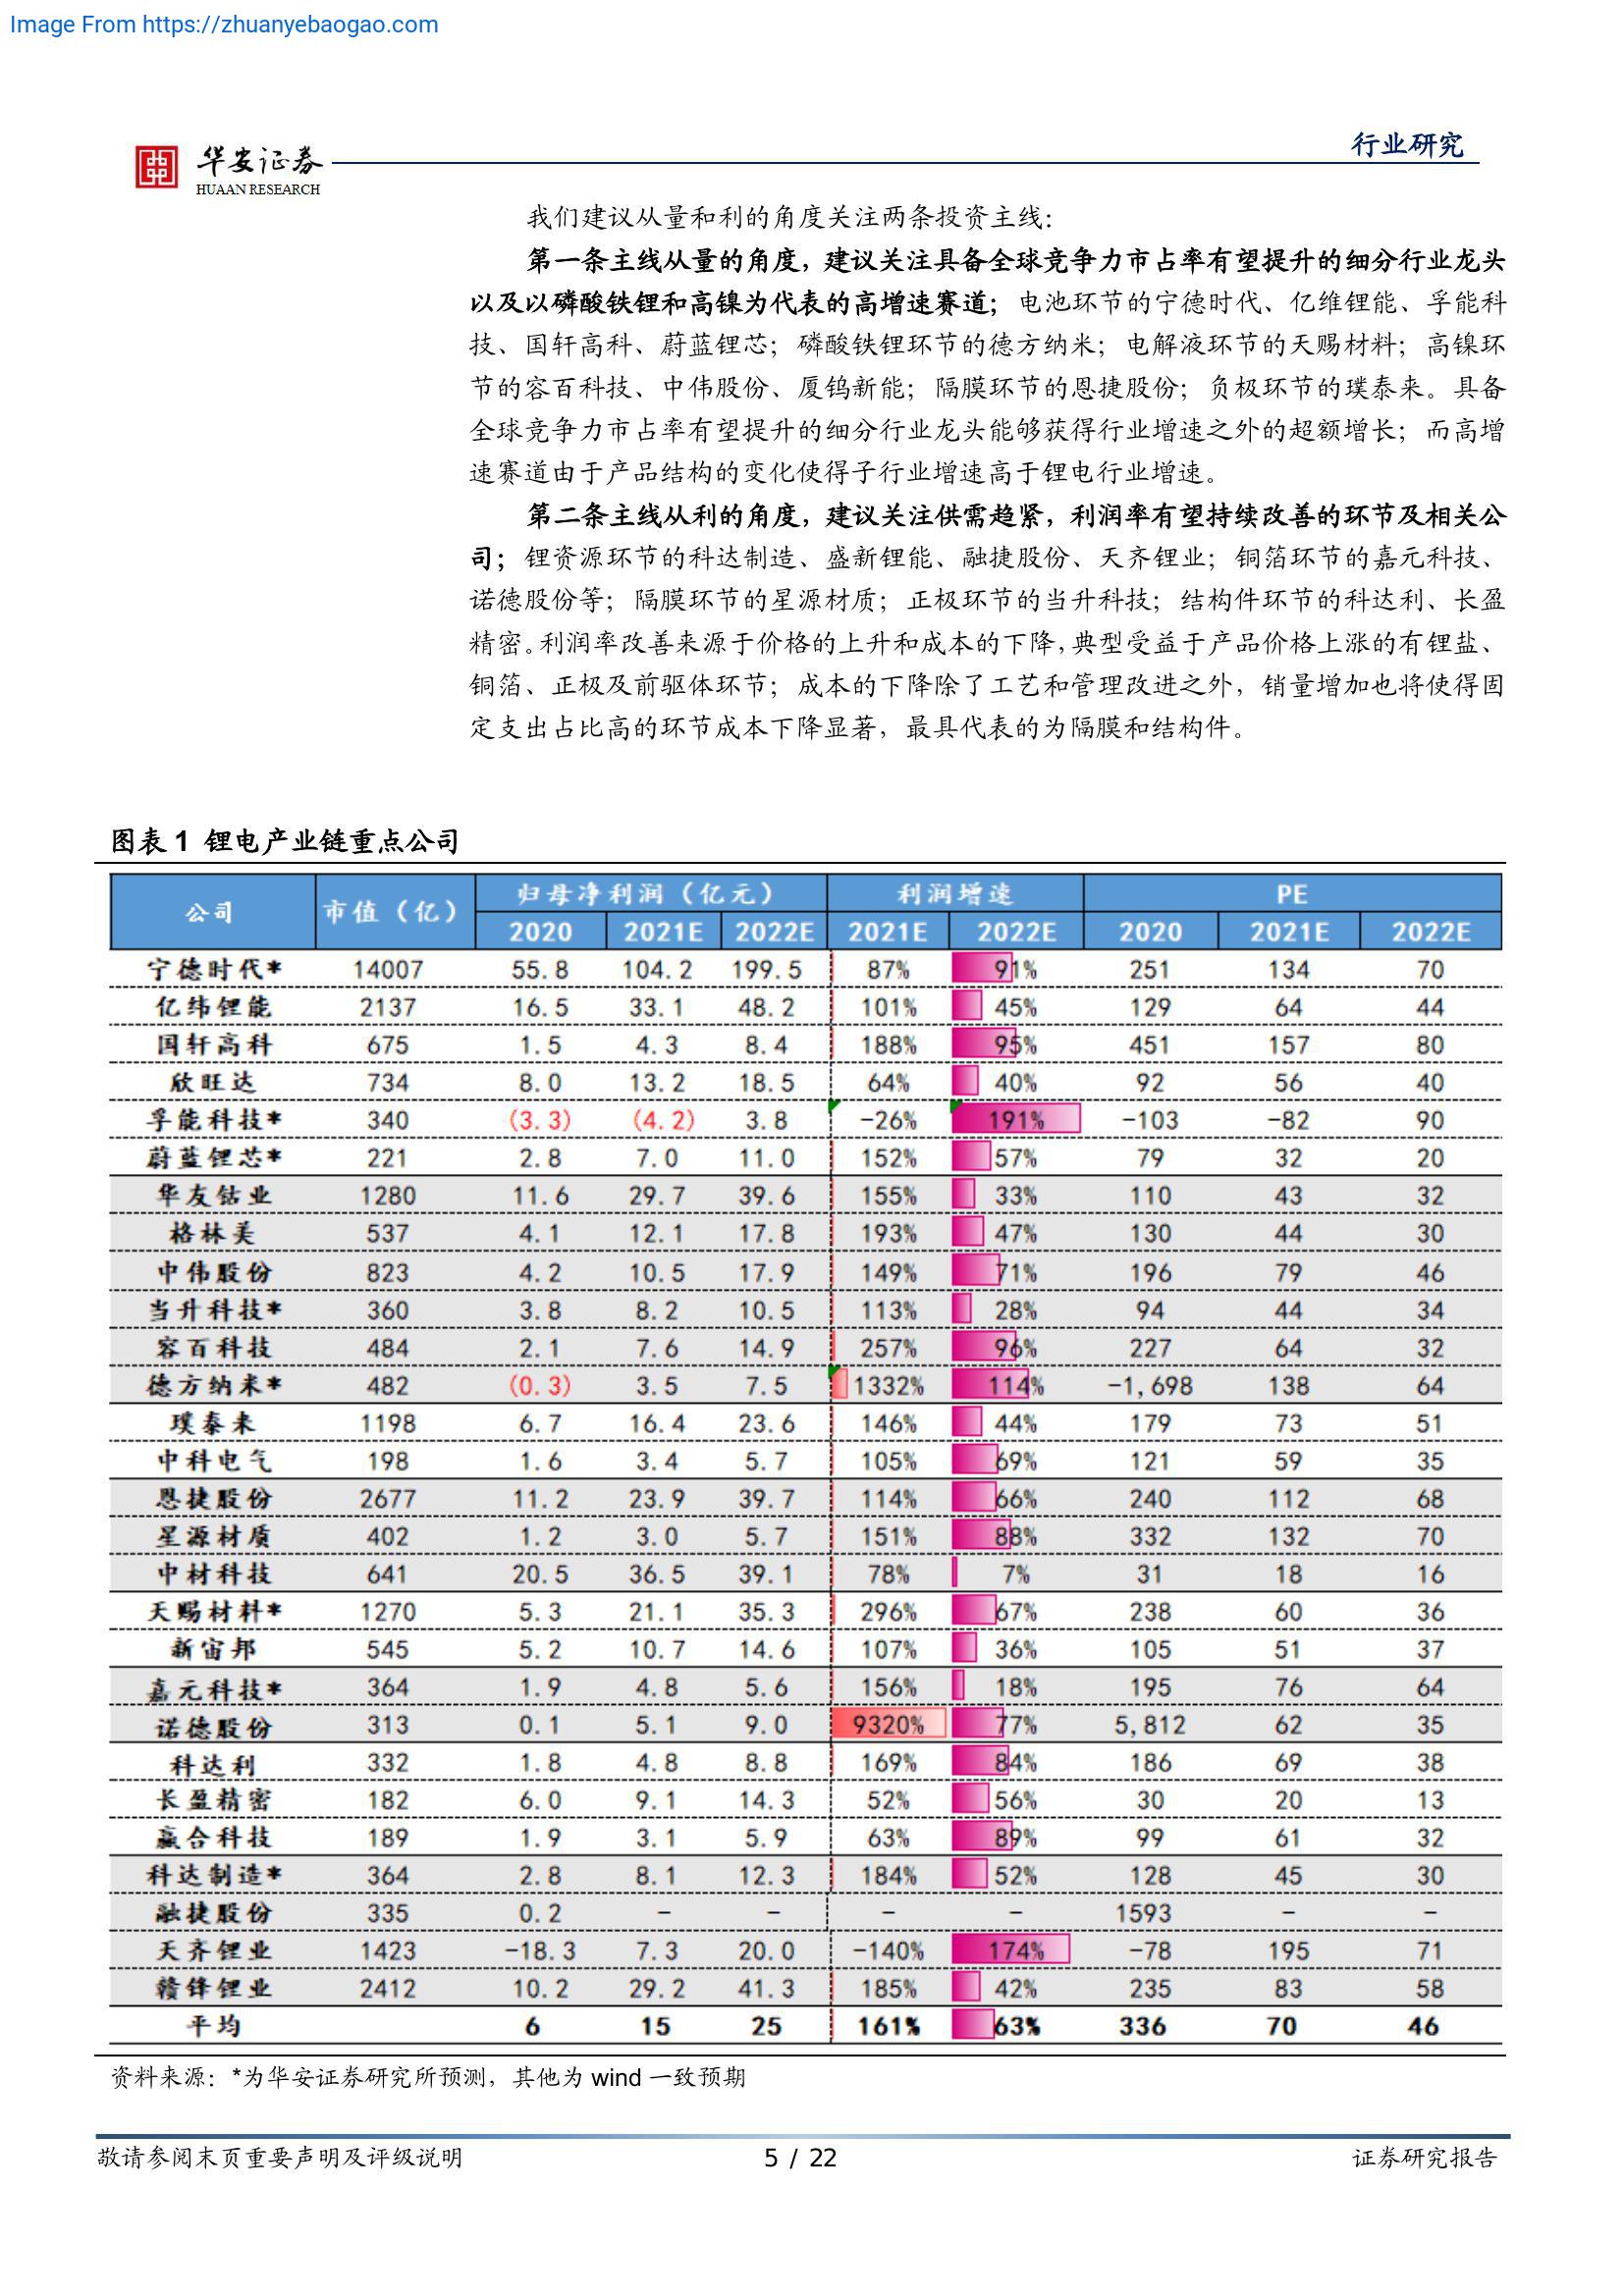 Image From https://zhuanyebaogao.com
华安证券
HUAAN RESEARCH
行业研究
我们建议从量和利的角度关注两条投资主线：
第一条主线从量的角度，建议关注具备全球竞争力市占率有望提升的细分行业龙头
以及以磷酸铁锂和高镍为代表的高增速赛道；电池环节的宁德时代、亿维锂能、孚能科
技、国轩高科、蔚蓝锂芯；磷酸铁锂环节的德方纳米；电解液环节的天赐材料；高镍环
节的容百科技、中伟股份、厦钨新能；隔膜环节的恩捷股份；负极环节的璞泰来。具备
全球竞争力市占率有望提升的细分行业龙头能够获得行业增速之外的超额增长；而高增
速赛道由于产品结构的变化使得子行业增速高于锂电行业增速。
第二条主线从利的角度，建议关注供需趋紧，利润率有望持续改善的环节及相关公
司；锂资源环节的科达制造、盛新锂能、融捷股份、天齐锂业；铜箔环节的嘉元科技、
诺德股份等；隔膜环节的星源材质；正极环节的当升科技；结构件环节的科达利、长盈
精密。利润率改善来源于价格的上升和成本的下降，典型受益于产品价格上涨的有锂盐、
铜箔、正极及前驱体环节；成本的下降除了工艺和管理改进之外，销量增加也将使得固
定支出占比高的环节成本下降显著，最具代表的为隔膜和结构件。
图表 1 锂电产业链重点公司
公司 市值（亿） 归母净利润（亿元） 利润增速 PE
2020 2021E 2022E 2021E 2022E 2020 2021E 2022E
宁德时代* 14007 55.8 104.2 199.5 87% 91% 251 134 70
亿纬锂能 2137 16.5 33.1 48.2 101% 45% 129 64 44
国轩高科 675 1.5 4.3 8.4 188% 95% 451 157 80
欣旺达 734 8.0 13.2 18.5 64% 40% 92 56 40
孚能科技* 340 (3.3) (4.2) 3.8 -26% 191% -103 -82 90
蔚蓝锂芯* 221 2.8 7.0 11.0 152% 57% 79 32 20
华友钴业 1280 11.6 29.7 39.6 155% 33% 110 43 32
格林美 537 4.1 12.1 17.8 193% 47% 130 44 30
中伟股份 823 4.2 10.5 17.9 149% 71% 196 79 46
当升科技* 360 3.8 8.2 10.5 113% 28% 94 44 34
容百科技 484 2.1 7.6 14.9 257% 96% 227 64 32
德方纳米* 482 (0.3) 3.5 7.5 1332% 114% -1,698 138 64
璞泰来 1198 6.7 16.4 23.6 146% 44% 179 73 51
中科电气 198 1.6 3.4 5.7 105% 69% 121 59 35
恩捷股份 2677 11.2 23.9 39.7 114% 66% 240 112 68
星源材质 402 1.2 3.0 5.7 151% 88% 332 132 70
中材科技 641 20.5 36.5 39.1 78% 7% 31 18 16
天赐材料* 1270 5.3 21.1 35.3 296% 67% 238 60 36
新宙邦 545 5.2 10.7 14.6 107% 36% 105 51 37
嘉元科技* 364 1.9 4.8 5.6 156% 18% 195 76 64
诺德股份 313 0.1 5.1 9.0 9320% 77% 5,812 62 35
科达利 332 1.8 4.8 8.8 169% 84% 186 69 38
长盈精密 182 6.0 9.1 14.3 52% 56% 30 20 13
赢合科技 189 1.9 3.1 5.9 63% 89% 99 61 32
科达制造* 364 2.8 8.1 12.3 184% 52% 128 45 30
融捷股份 335 0.2 - - - - 1593 - -
天齐锂业 1423 -18.3 7.3 20.0 -140% 174% -78 195 71
赣锋锂业 2412 10.2 29.2 41.3 185% 42% 235 83 58
平均 6 15 25 161% 63% 336 70 46
资料来源：*为华安证券研究所预测，其他为 wind 一致预期
敬请参阅末页重要声明及评级说明 5 / 22 证券研究报告